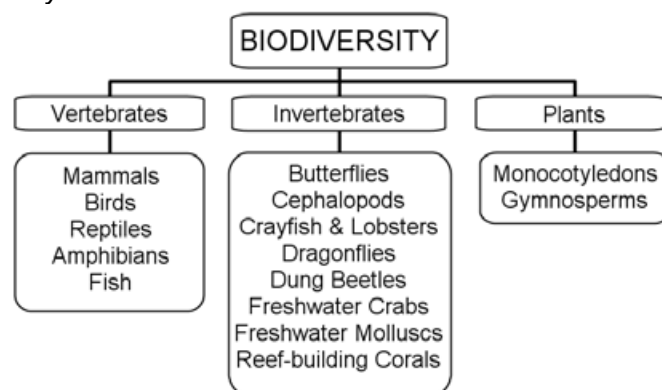 BIODIVERSITY
Vertebrates
Invertebrates
Plants
Mammals
Birds
Reptiles
Amphibians
Fish
Butterflies
Cephalopods
Crayfish & Lobsters
Dragonflies
Dung Beetles
Freshwater Crabs
Freshwater Molluscs
Reef-building Corals
Monocotyledons
Gymnosperms